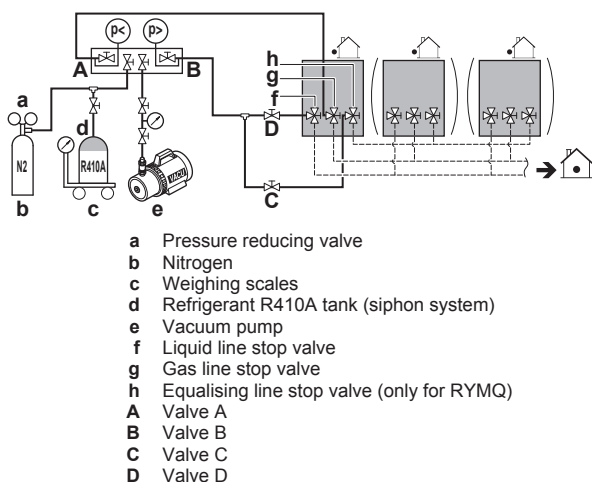 p< p>
A B
h
g
f
a
d
D
N2 R410A VACU
C
b c e
a Pressure reducing valve
b Nitrogen
c Weighing scales
d Refrigerant R410A tank (siphon system)
e Vacuum pump
f Liquid line stop valve
g Gas line stop valve
h Equalising line stop valve (only for RYMQ)
A Valve A
B Valve B
C Valve C
D Valve D